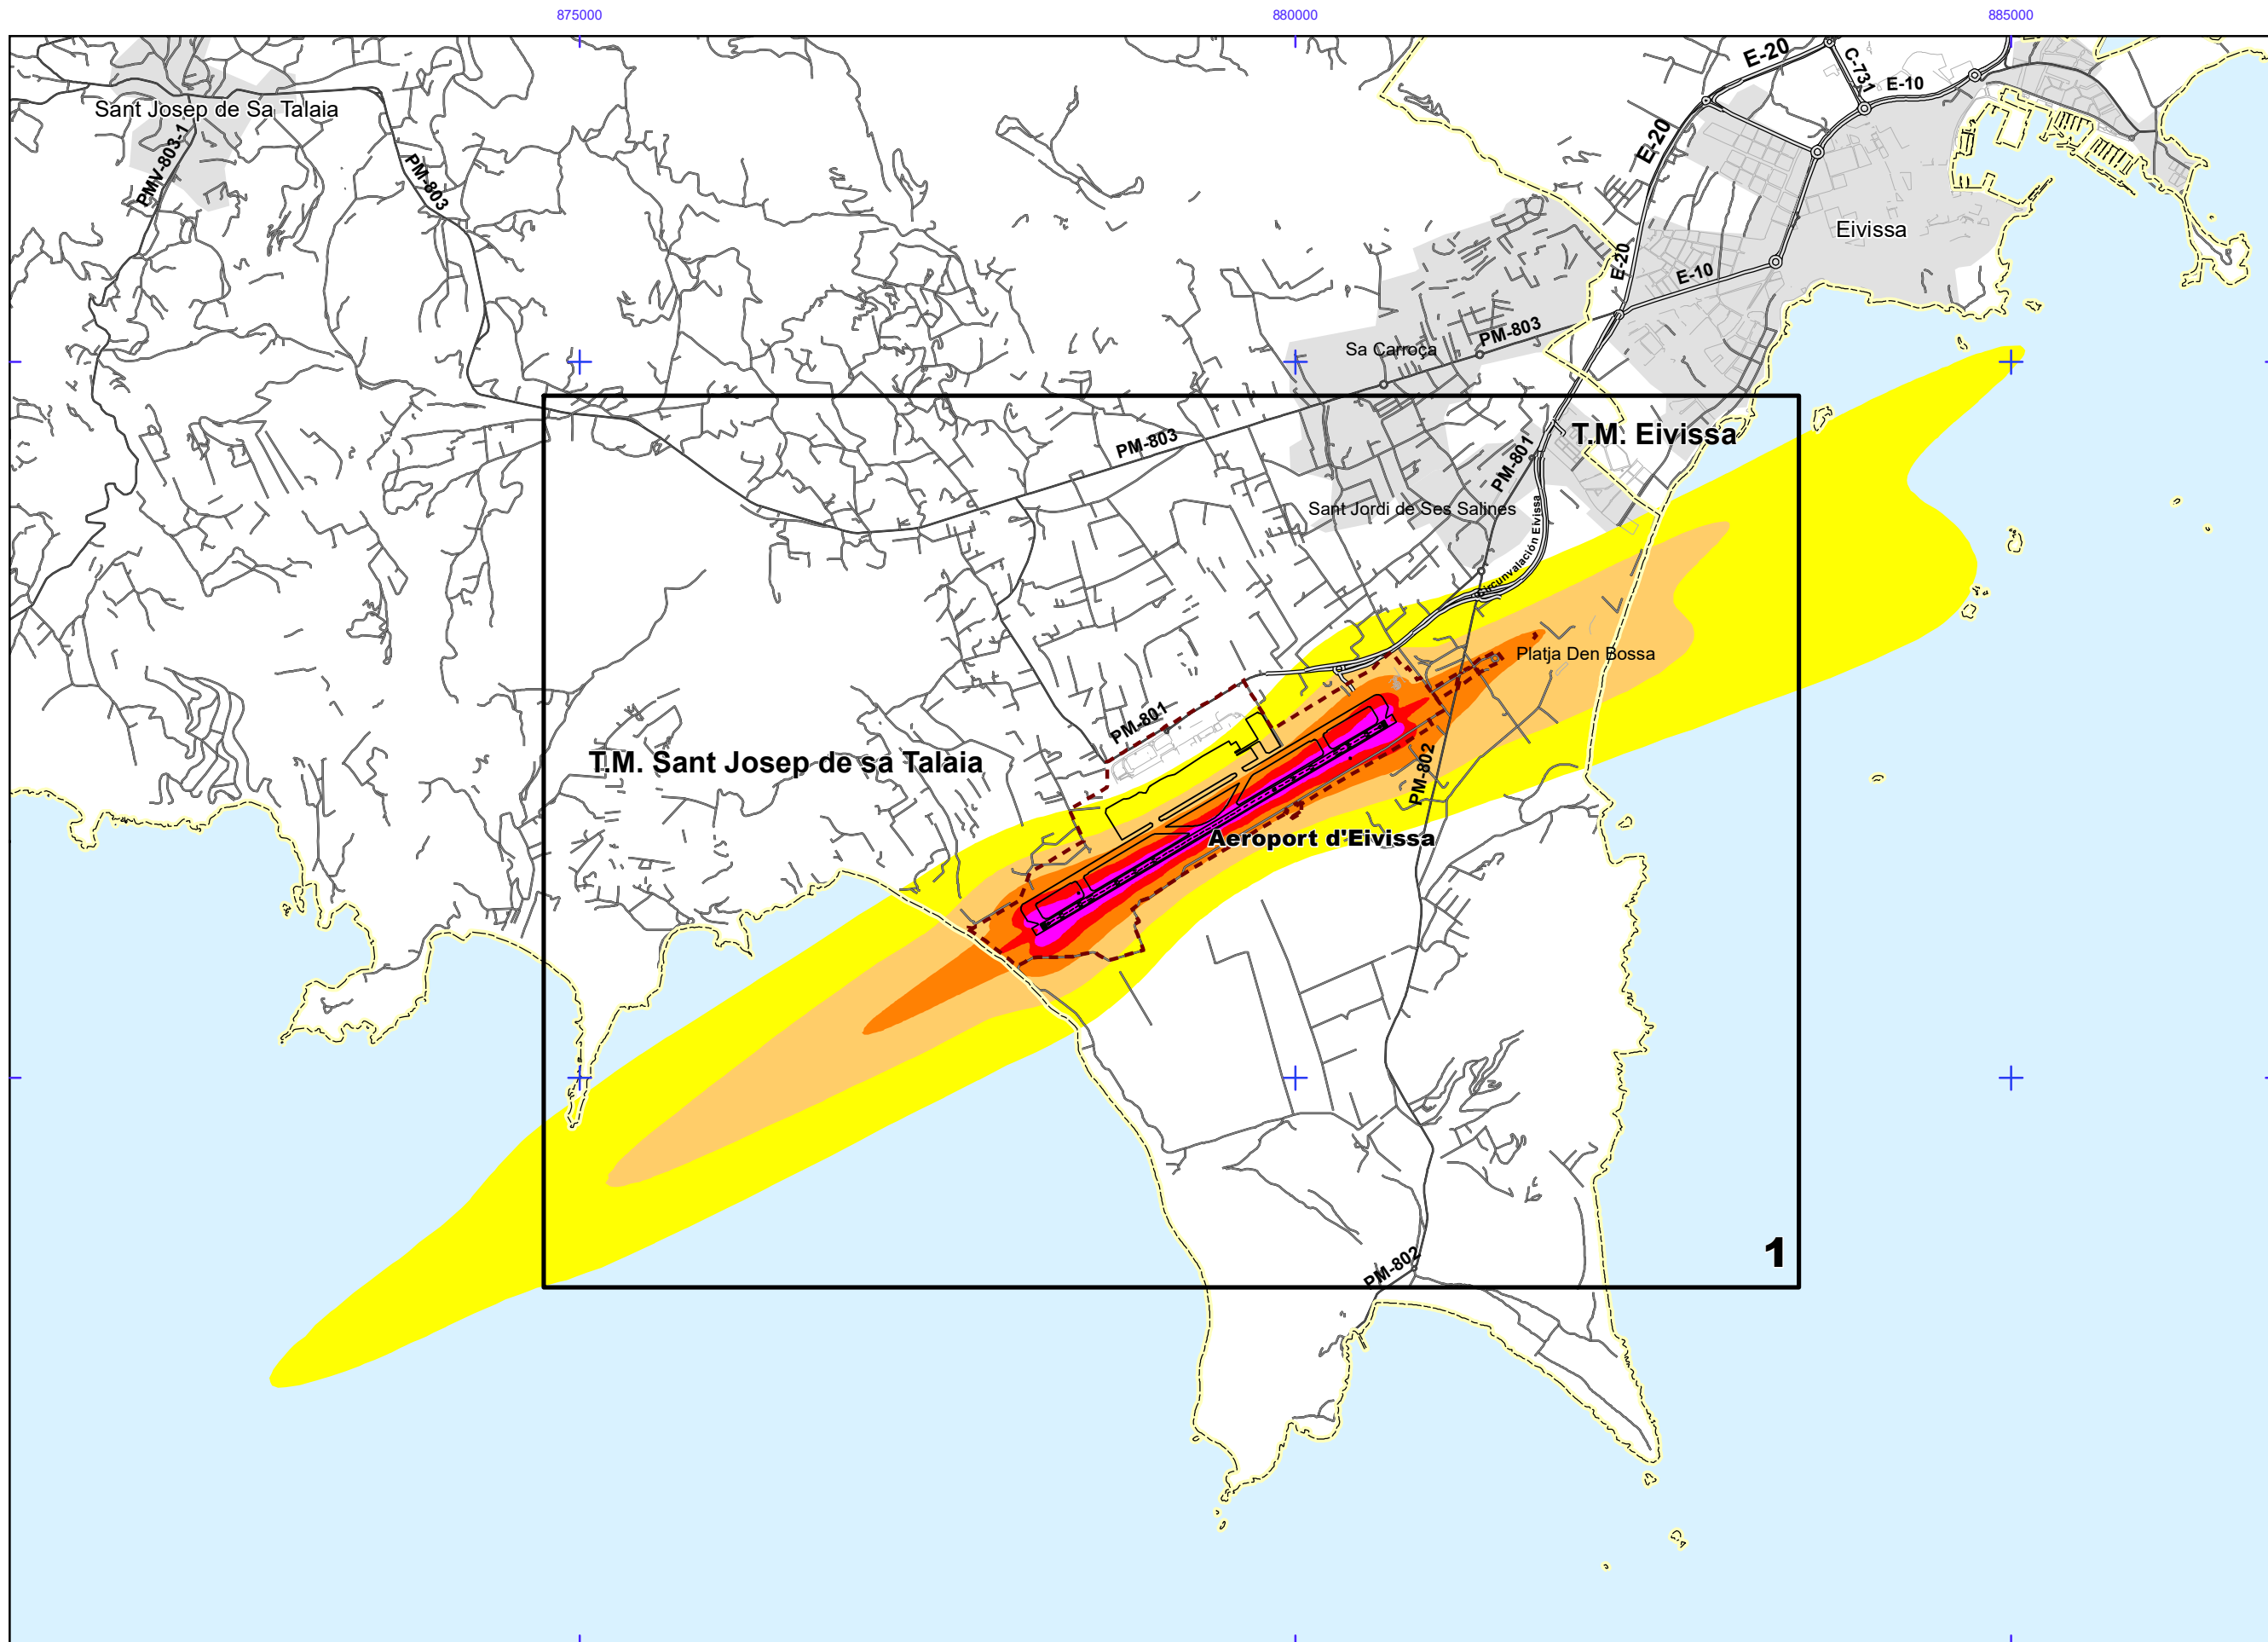 875000
880000
885000
E-20
C-731
E-10
Sant Josep de Sa Talaia
PMV-803-1
PM-803
E-20
Eivissa
E-20
E-10
PM-803
Sa Carroça
T.M. Eivissa
PM-803
PM-801
Sant Jordi de Ses Salines
Circunvalación Eivissa
Platja Den Bossa
PM-801
T.M. Sant Josep de sa Talaia
PM-802
Aeroport d'Eivissa
1
PM-802